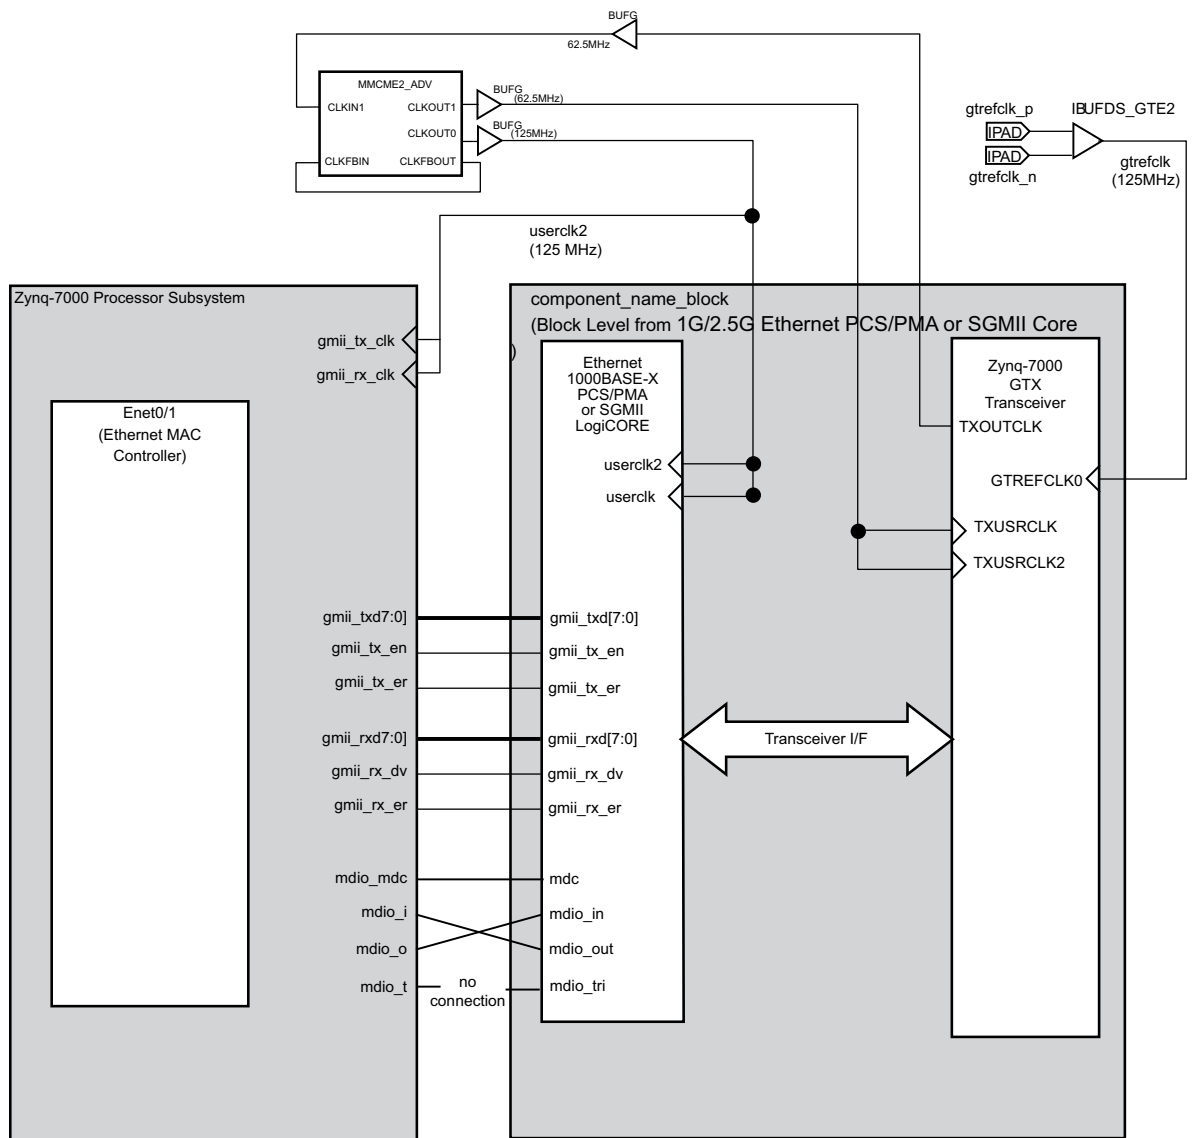 BUFG
62.5MHz
MMCME2_ADV
CLKIN1
CLKOUT1
BUFG
(62.5MHz)
CLKOUT0
BUFG
(125MHz)
CLKFBIN
CLKFBOUT
gtrefclk_p
IBUFDS_GTE2
IPAD
IPAD
gtrefclk_n
gtrefclk
(125MHz)
userclk2
(125 MHz)
Zynq-7000 Processor Subsystem
gmii_tx_clk
gmii_rx_clk
Enet0/1
(Ethernet MAC
Controller)
component_name_block
(Block Level from 1G/2.5G Ethernet PCS/PMA or SGMII Core
)
Ethernet
1000BASE-X
PCS/PMA
or SGMII
LogiCORE
userclk2
userclk
Zynq-7000
GTX
Transceiver
TXOUTCLK
GTREFCLK0
TXUSRCLK
TXUSRCLK2
gmii_txd7:0]
gmii_txd[7:0]
gmii_tx_en
gmii_tx_en
gmii_tx_er
gmii_tx_er
gmii_rxd7:0]
gmii_rxd[7:0]
Transceiver I/F
gmii_rx_dv
gmii_rx_dv
gmii_rx_er
gmii_rx_er
mdio_mdc
mdc
mdio_i
mdio_in
mdio_o
mdio_out
mdio_t
no
connection
mdio_tri